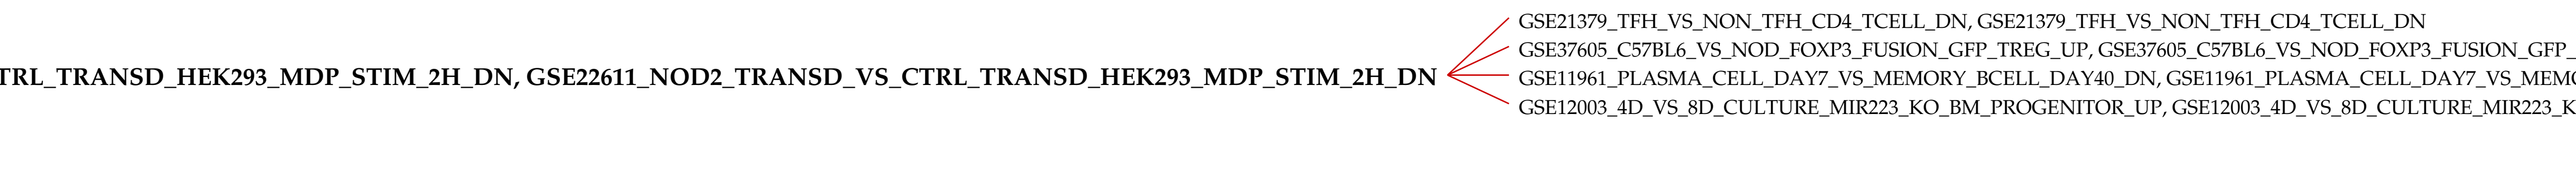 GSE21379_TFH_VS_NON_TFH_CD4_TCELL_DN, GSE21379_TFH_VS_NON_TFH_CD4_TCELL_DN
GSE37605_C57BL6_VS_NOD_FOXP3_FUSION_GFP_TREG_UP, GSE37605_C57BL6_VS_NOD_FOXP3_FUSION_GFP_
TRL_TRANSD_HEK293_MDP_STIM_2H_DN, GSE22611_NOD2_TRANSD_VS_CTRL_TRANSD_HEK293_MDP_STIM_2H_DN
GSE11961_PLASMA_CELL_DAY7_VS_MEMORY_BCELL_DAY40_DN, GSE11961_PLASMA_CELL_DAY7_VS_MEMO
GSE12003_4D_VS_8D_CULTURE_MIR223_KO_BM_PROGENITOR_UP, GSE12003_4D_VS_8D_CULTURE_MIR223_K